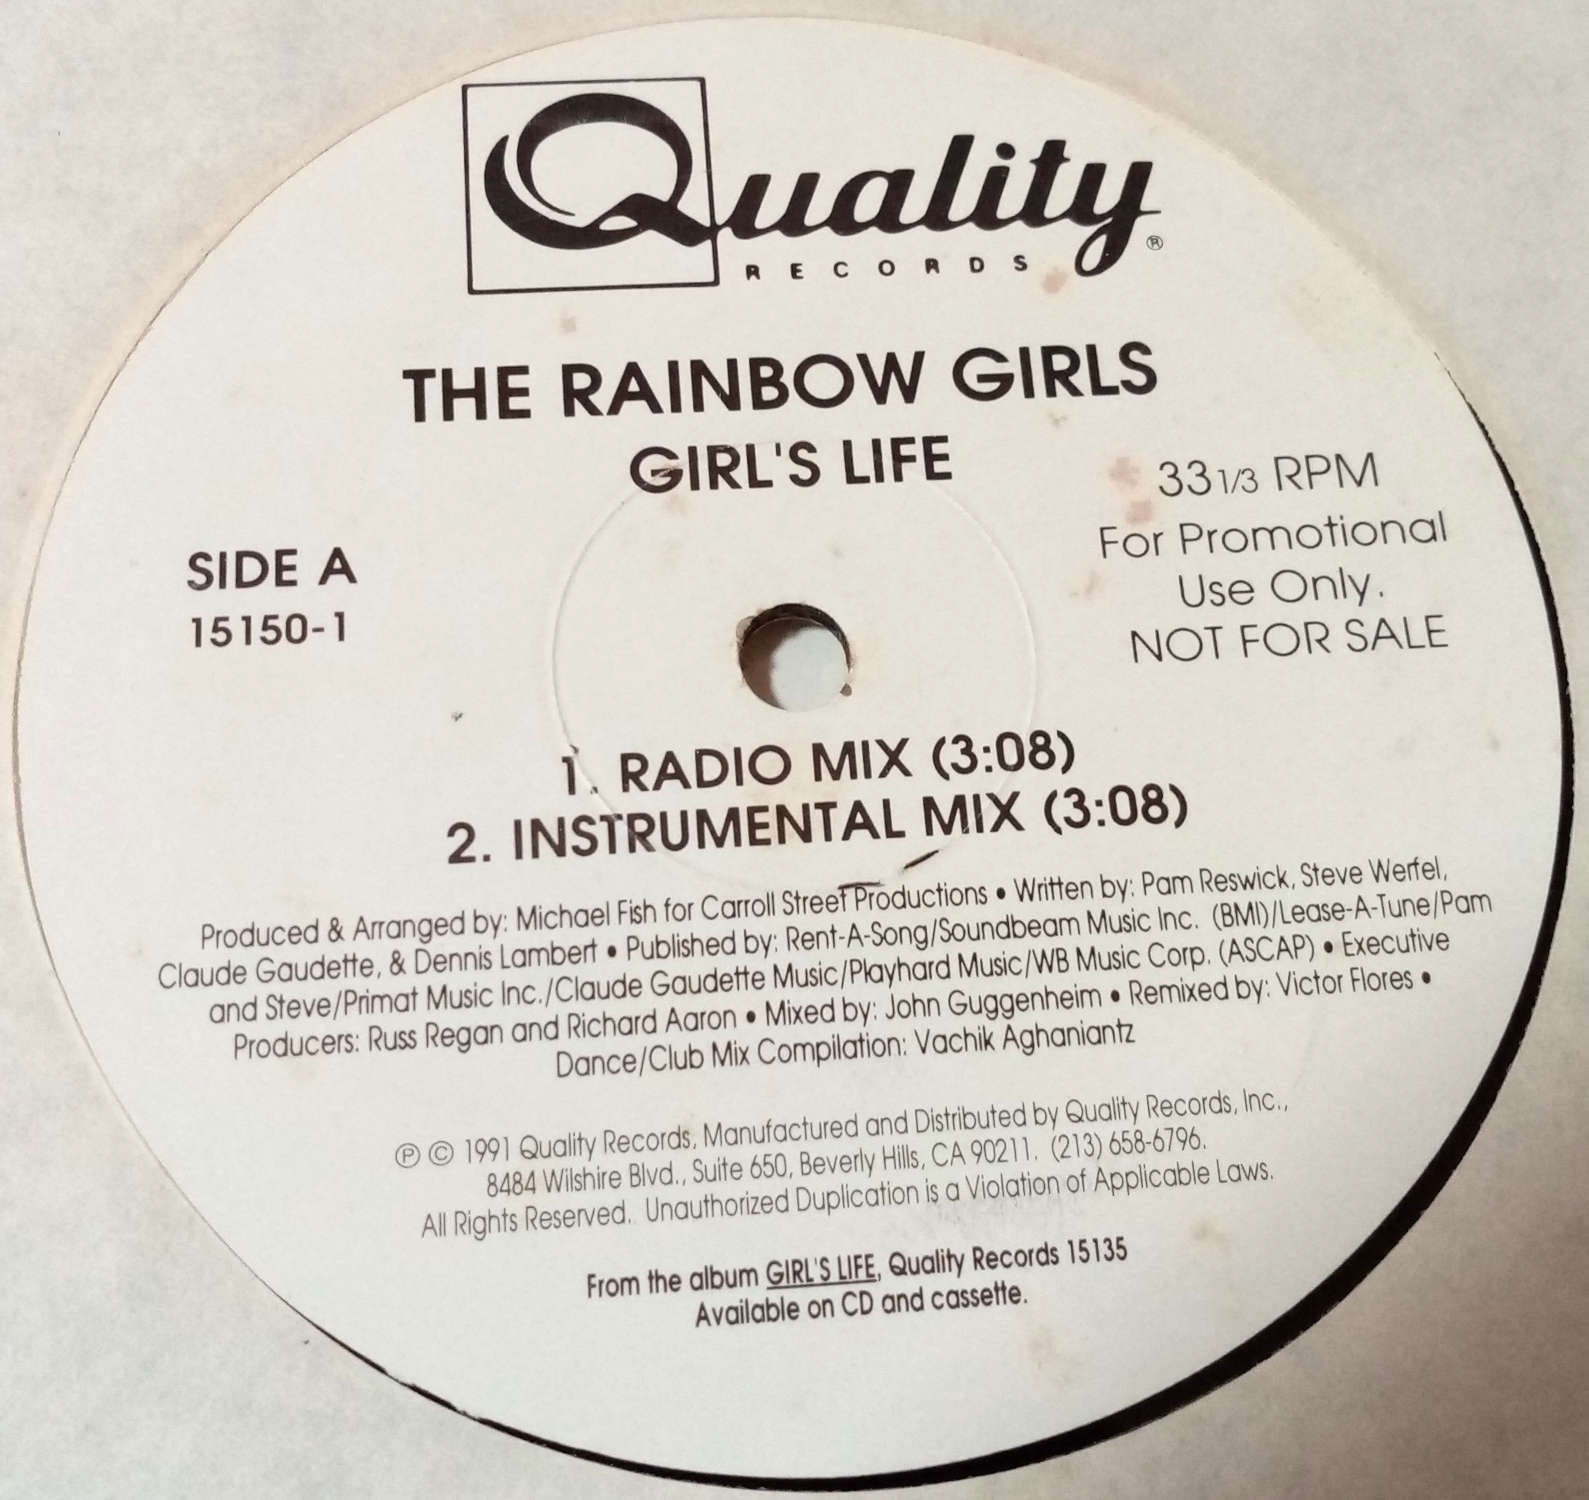 Quality ®
RECORDS
THE RAINBOW GIRLS
GIRL'S LIFE
SIDE A
15150-1
33 1/3 RPM
For Promotional
Use Only.
NOT FOR SALE
1. RADIO MIX (3:08)
2. INSTRUMENTAL MIX (3:08)
Produced & Arranged by: Michael Fish for Carroll Street Productions • Written by: Pam Reswick, Steve Werfel,
Claude Gaudette, & Dennis Lambert • Published by: Rent-A-Song/Soundbeam Music Inc. (BMI)/Lease-A-Tune/Pam
and Steve/Primat Music Inc./Claude Gaudette Music/Playhard Music/WB Music Corp. (ASCAP) • Executive
Producers: Russ Regan and Richard Aaron • Mixed by: John Guggenheim • Remixed by: Victor Flores •
Dance/Club Mix Compilation: Vachik Aghaniantz
℗ © 1991 Quality Records, Manufactured and Distributed by Quality Records, Inc.,
8484 Wilshire Blvd., Suite 650, Beverly Hills, CA 90211. (213) 658-6796.
All Rights Reserved. Unauthorized Duplication is a Violation of Applicable Laws.
From the album GIRL'S LIFE, Quality Records 15135
Available on CD and cassette.